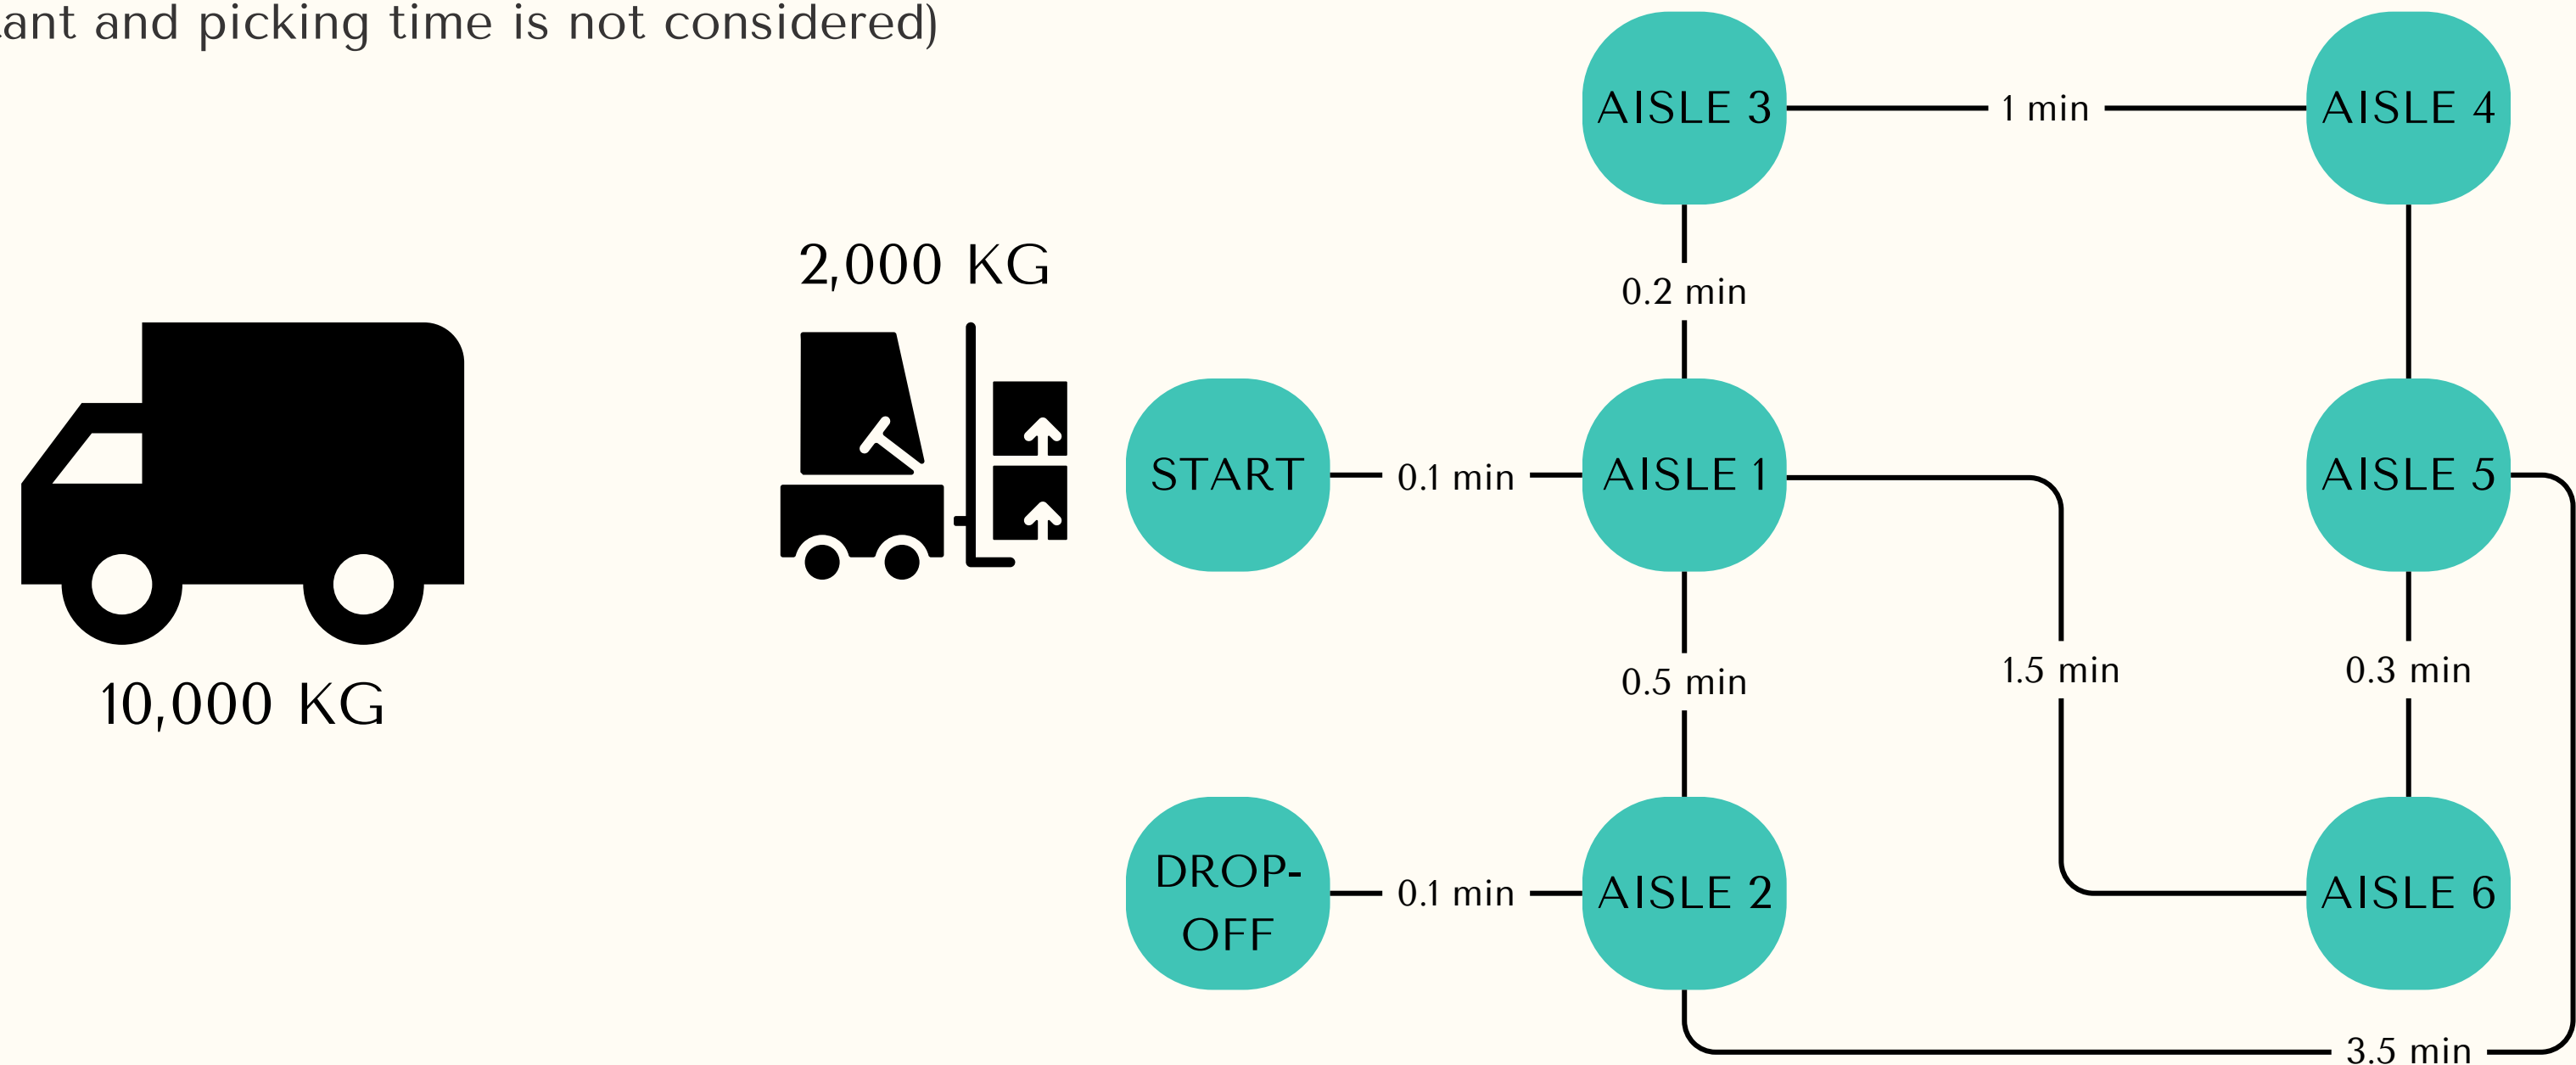 and picking time is not considered)
2,000 KG
10,000 KG
AISLE 3
1 min
AISLE 4
0.2 min
START
0.1 min
AISLE 1
AISLE 5
0.5 min
1.5 min
0.3 min
DROP-
OFF
0.1 min
AISLE 2
AISLE 6
3.5 min